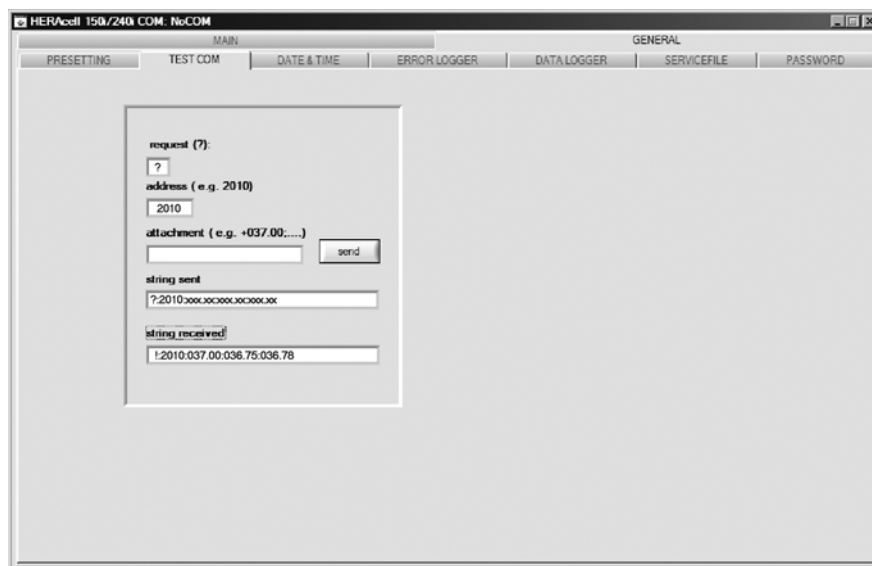 HERAcell 150i/240i COM: NoCOM
MAIN GENERAL
PRESETTING TEST COM DATE & TIME ERROR LOGGER DATA LOGGER SERVICEFILE PASSWORD
request (?):
?
address ( e.g. 2010)
2010
attachment ( e.g. +037.00;....)
send
string sent
?:2010:xxx.xx:xxx.xx:xxx.xx
string received
!:2010:037.00:036.75:036.78